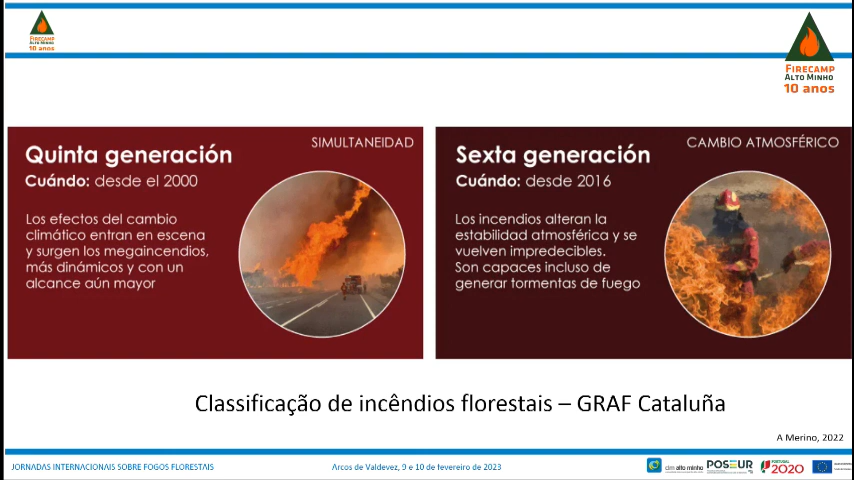 FIRECAMP
ALTO MINHO
10 anos
FIRECAMP
ALTO MINHO
10 anos
SIMULTANEIDAD
Quinta generación
Cuándo: desde el 2000
Los efectos del cambio
climático entran en escena
y surgen los megaincendios,
más dinámicos y con un
alcance aún mayor
CAMBIO ATMOSFÉRICO
Sexta generación
Cuándo: desde 2016
Los incendios alteran la
estabilidad atmosférica y se
vuelven impredecibles.
Son capaces incluso de
generar tormentas de fuego
Classificação de incêndios florestais – GRAF Cataluña
A Merino, 2022
JORNADAS INTERNACIONAIS SOBRE FOGOS FLORESTAIS
Arcos de Valdevez, 9 e 10 de fevereiro de 2023
cim alto minho
POSEUR
PORTUGAL
2020